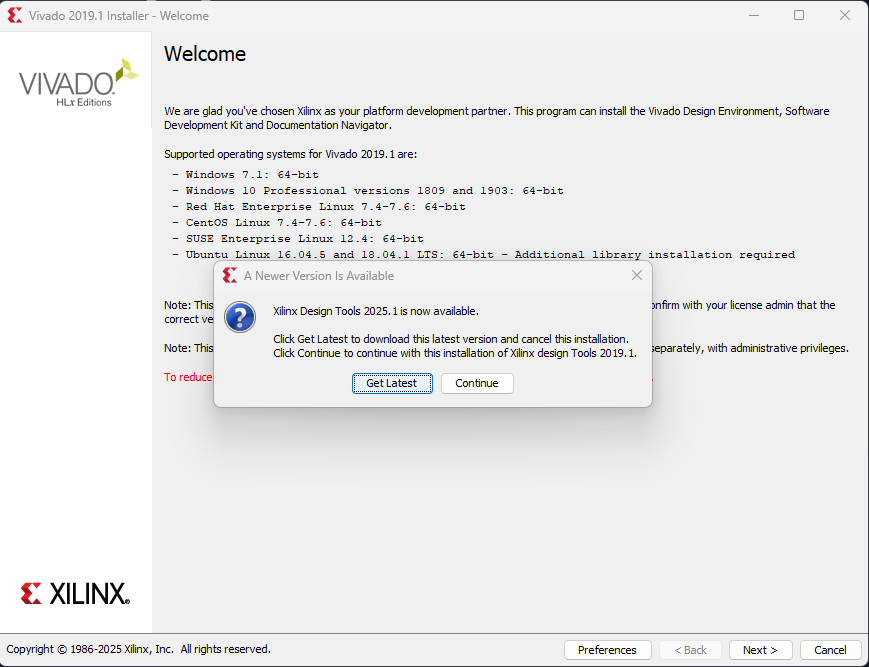 Vivado 2019.1 Installer - Welcome
VIVADO.
HLx Editions
Welcome
We are glad you've chosen Xilinx as your platform development partner. This program can install the Vivado Design Environment, Software
Development Kit and Documentation Navigator.
Supported operating systems for Vivado 2019.1 are:
- Windows 7.1: 64-bit
- Windows 10 Professional versions 1809 and 1903: 64-bit
- Red Hat Enterprise Linux 7.4-7.6: 64-bit
- CentOS Linux 7.4-7.6: 64-bit
- SUSE Enterprise Linux 12.4: 64-bit
- Ubuntu Linux 16.04.5 and 18.04.1 LTS: 64-bit - Additional library installation required
Note: This
onfirm with your license admin that the
correct ve
Note: This
separately, with administrative privileges.
To reduce
A Newer Version Is Available
Xilinx Design Tools 2025.1 is now available.
Click Get Latest to download this latest version and cancel this installation.
Click Continue to continue with this installation of Xilinx design Tools 2019.1.
Get Latest
Continue
XILINX.
Copyright © 1986-2025 Xilinx, Inc. All rights reserved.
Preferences
< Back
Next >
Cancel